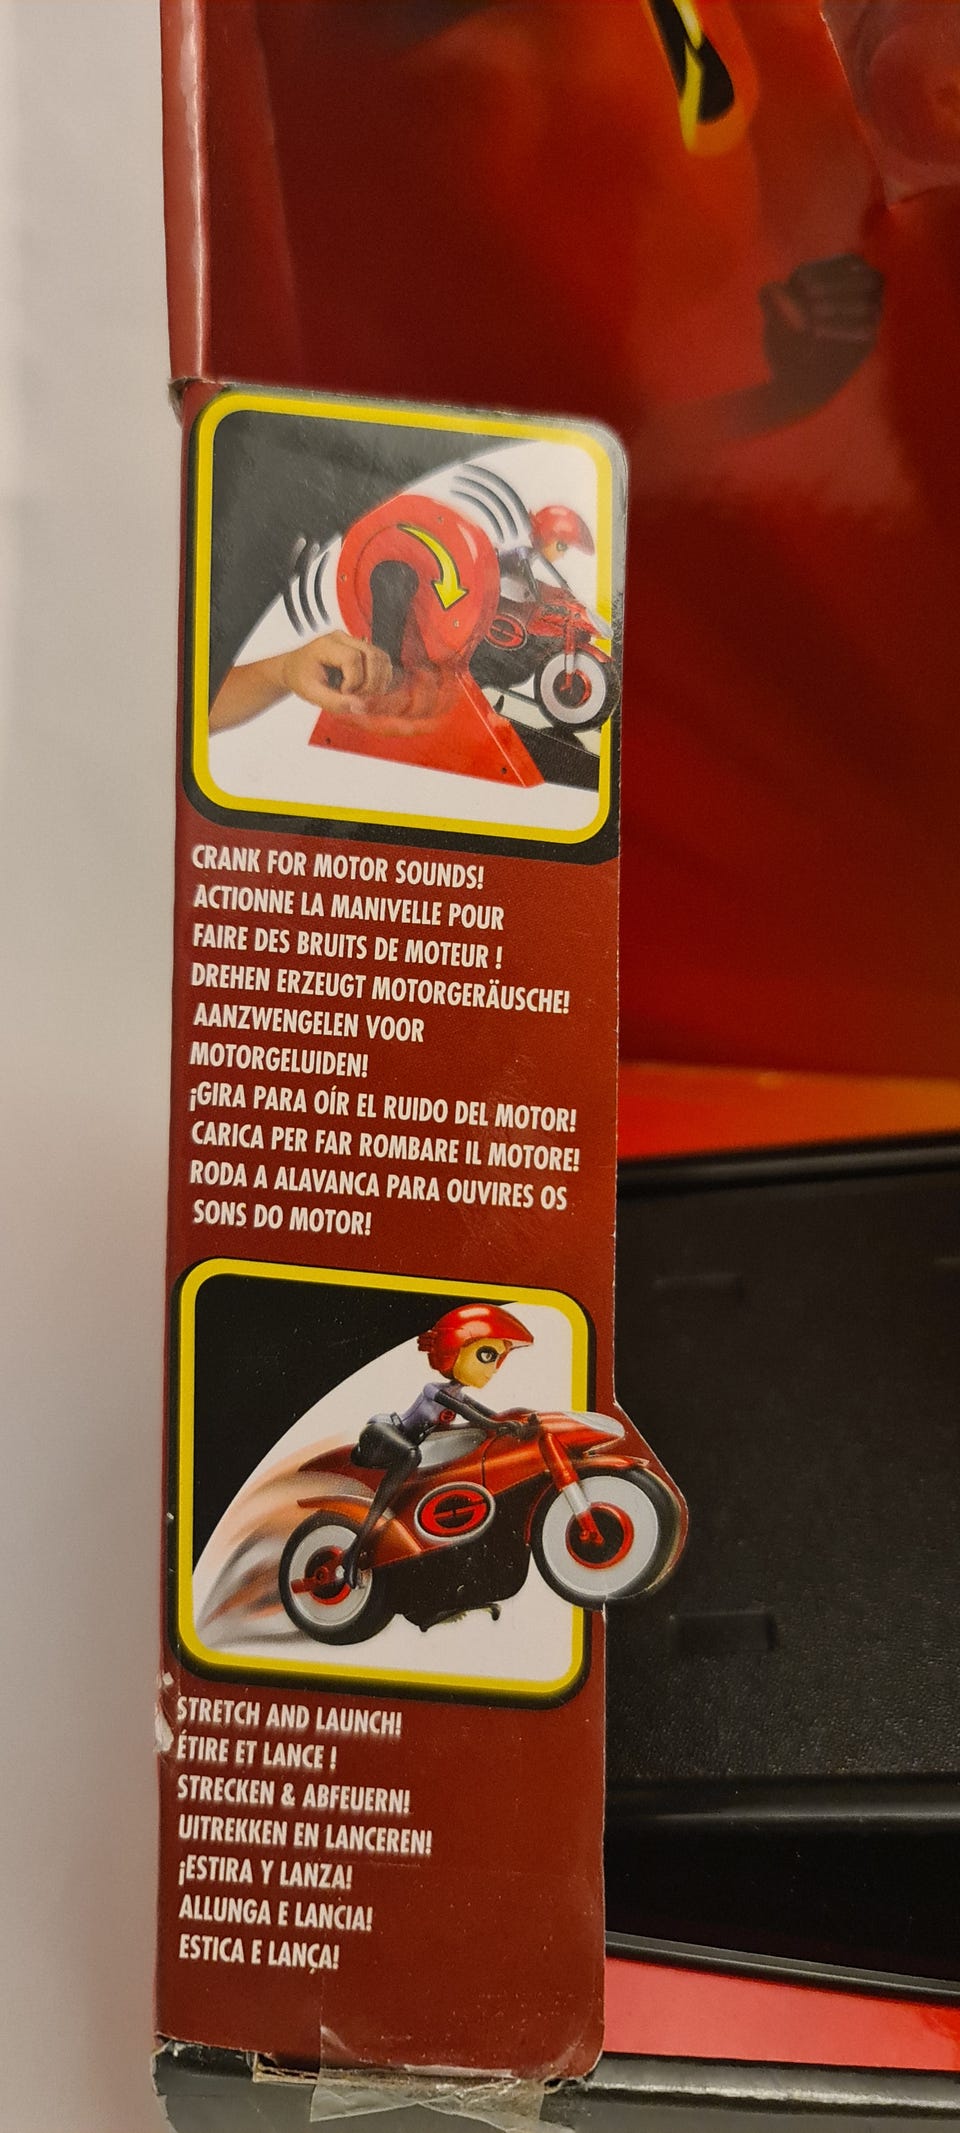 CRANK FOR MOTOR SOUNDS!
ACTIONNE LA MANIVELLE POUR
FAIRE DES BRUITS DE MOTEUR !
DREHEN ERZEUGT MOTORGERÄUSCHE!
AANZWENGELEN VOOR
MOTORGELUIDEN!
¡GIRA PARA OÍR EL RUIDO DEL MOTOR!
CARICA PER FAR ROMBARE IL MOTORE!
RODA A ALAVANCA PARA OUVIRES OS
SONS DO MOTOR!
STRETCH AND LAUNCH!
ÉTIRE ET LANCE !
STRECKEN & ABFEUERN!
UITREKKEN EN LANCEREN!
¡ESTIRA Y LANZA!
ALLUNGA E LANCIA!
ESTICA E LANÇA!